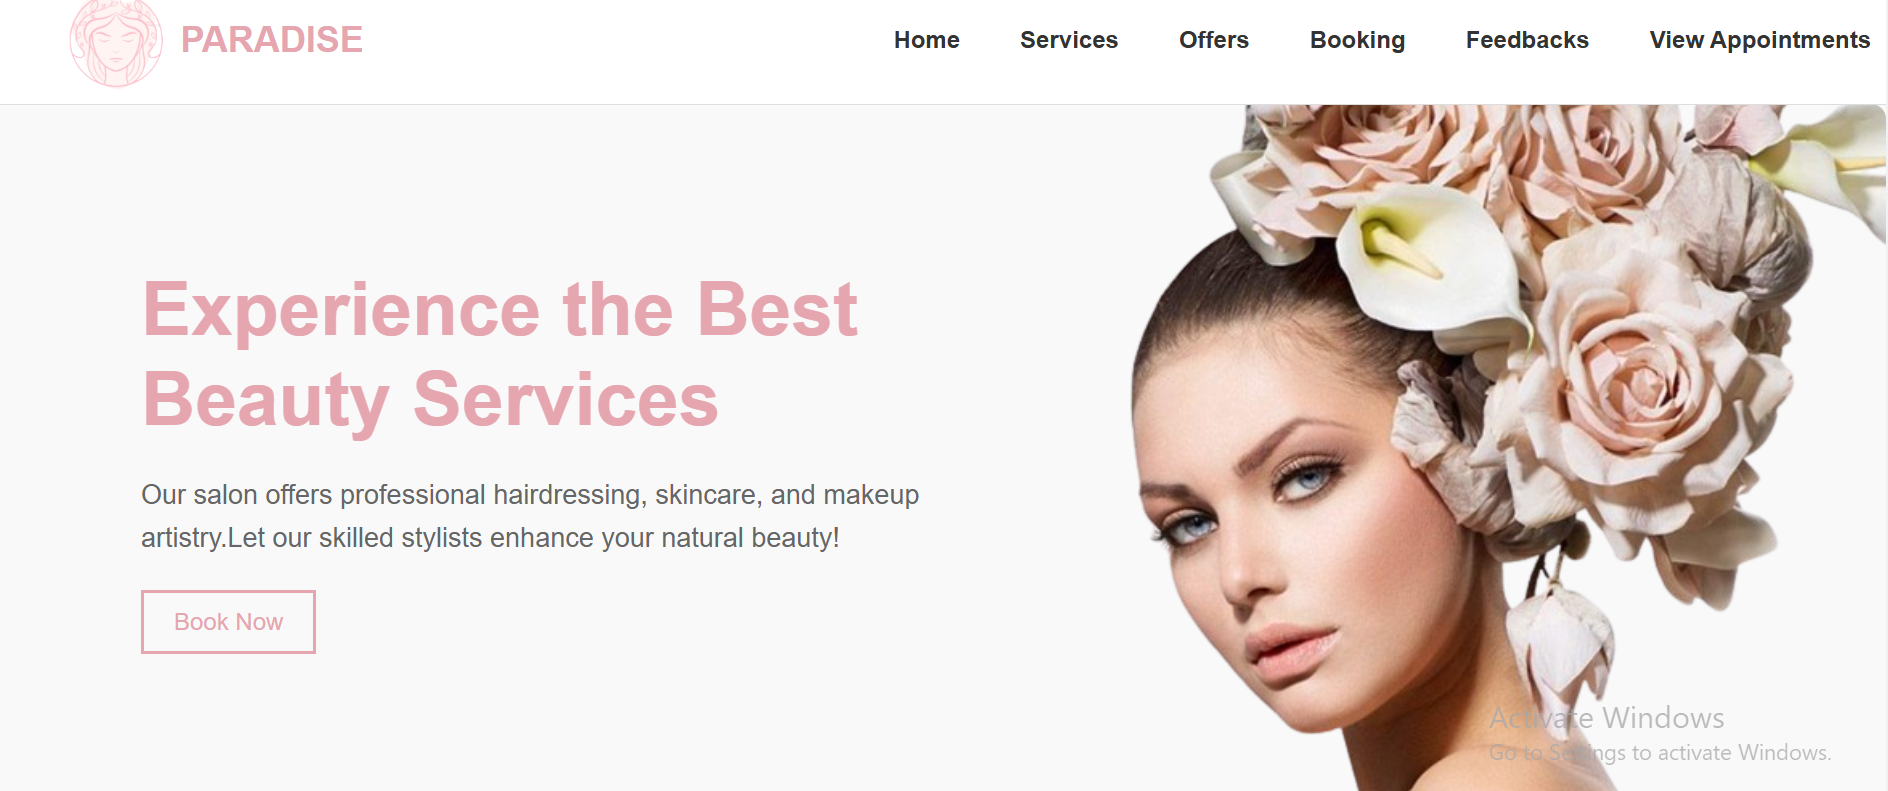 PARADISE
Home Services Offers Booking Feedbacks View Appointments
Experience the Best
Beauty Services
Our salon offers professional hairdressing, skincare, and makeup
artistry.Let our skilled stylists enhance your natural beauty!
Book Now
Activate Windows
Go to Settings to activate Windows.